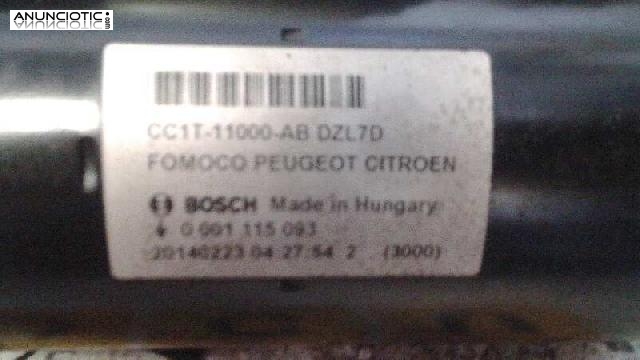 ANUNCIOTIC.com
CC1T-11000-AB DZL7D
FOMOCO PEUGEOT CITROEN
BOSCH Made in Hungary
0 001 115 093
20140223 04 27:54 2 (3000)